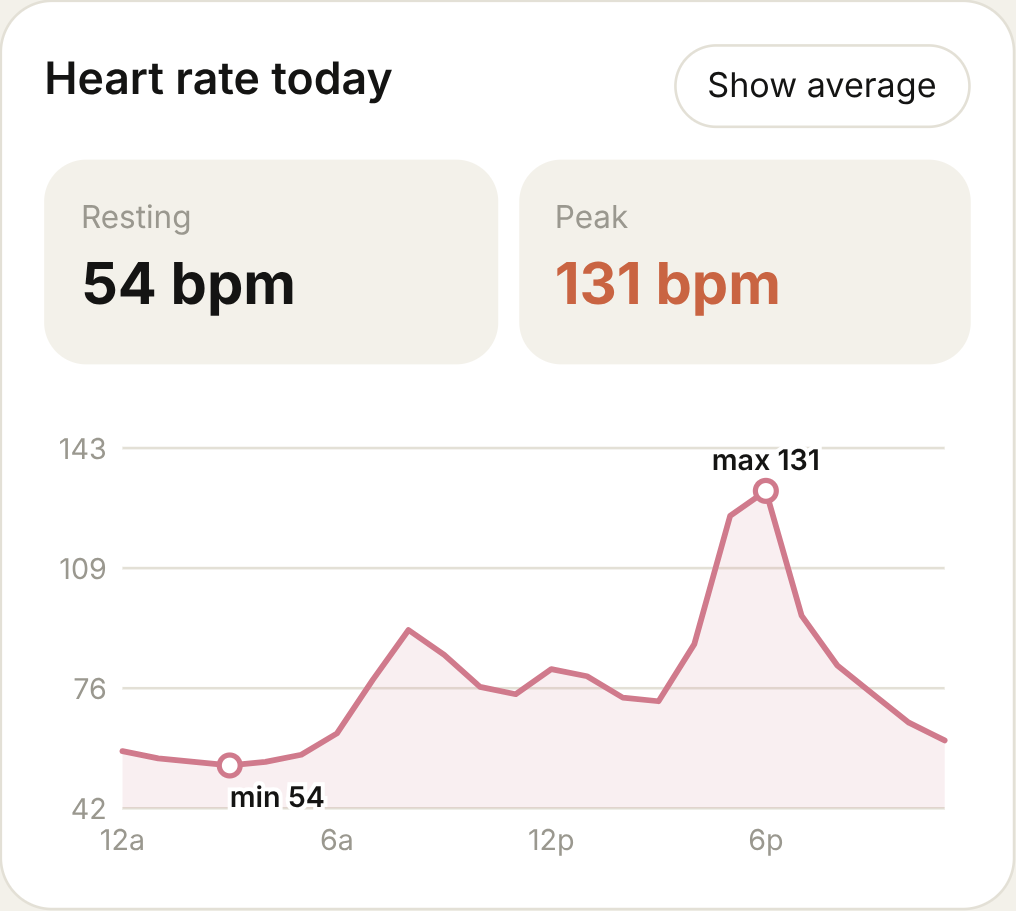 Heart rate today
Show average
Resting
54 bpm
Peak
131 bpm
143
max 131
109
76
min 54
42
12a
6a
12p
6p